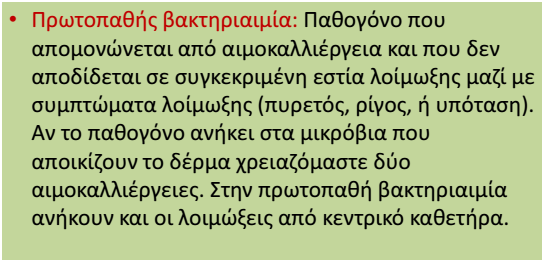 • Πρωτοπαθής βακτηριαιμία: Παθογόνο που
απομονώνεται από αιμοκαλλιέργεια και που δεν
αποδίδεται σε συγκεκριμένη εστία λοίμωξης μαζί με
συμπτώματα λοίμωξης (πυρετός, ρίγος, ή υπόταση).
Αν το παθογόνο ανήκει στα μικρόβια που
αποικίζουν το δέρμα χρειαζόμαστε δύο
αιμοκαλλιέργειες. Στην πρωτοπαθή βακτηριαιμία
ανήκουν και οι λοιμώξεις από κεντρικό καθετήρα.